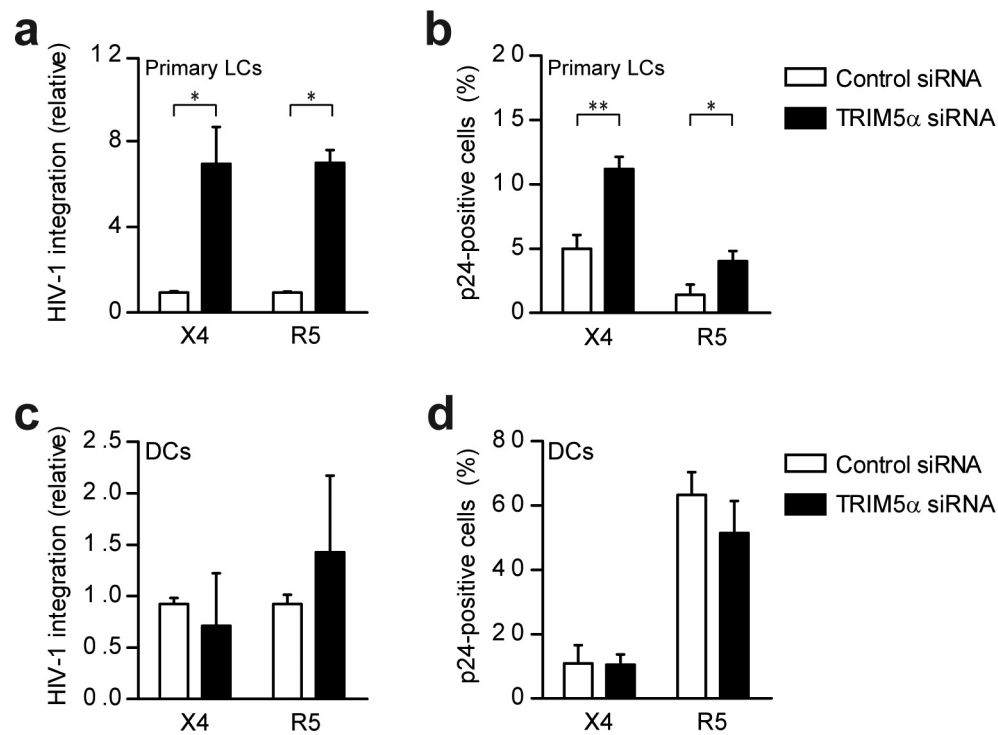 a
HIV-1 integration (relative)
12
8
4
0
Primary LCs
*
*
X4
R5
b
p24-positive cells (%)
20
15
10
5
0
Primary LCs
**
*
X4
R5
Control siRNA
TRIM5α siRNA
c
HIV-1 integration (relative)
2.5
2.0
1.5
1.0
0.5
0.0
DCs
X4
R5
d
p24-positive cells (%)
80
60
40
20
0
DCs
X4
R5
Control siRNA
TRIM5α siRNA